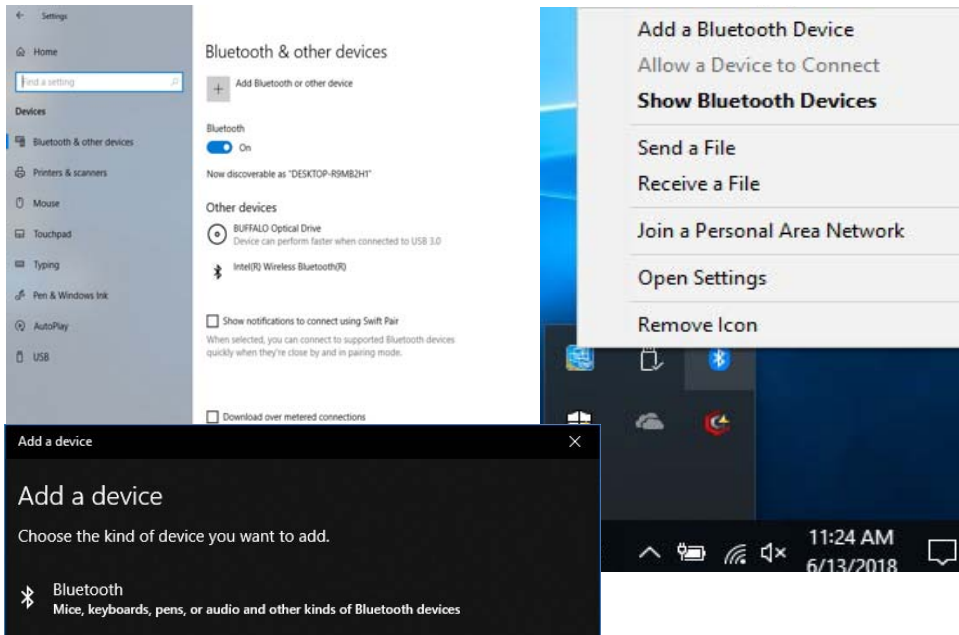 Settings
Home
Find a setting
Devices
Bluetooth & other devices
Printers & scanners
Mouse
Touchpad
Typing
Pen & Windows Ink
AutoPlay
USB
Bluetooth & other devices
Add Bluetooth or other device
Bluetooth
On
Now discoverable as "DESKTOP-R9MB2H1"
Other devices
BUFFALO Optical Drive
Device can perform faster when connected to USB 3.0
Intel(R) Wireless Bluetooth(R)
Show notifications to connect using Swift Pair
When selected, you can connect to supported Bluetooth devices
quickly when they're close by and in pairing mode.
Download over metered connections
Add a device
Add a device
Choose the kind of device you want to add.
Bluetooth
Mice, keyboards, pens, or audio and other kinds of Bluetooth devices
Add a Bluetooth Device
Allow a Device to Connect
Show Bluetooth Devices
Send a File
Receive a File
Join a Personal Area Network
Open Settings
Remove Icon
11:24 AM
6/13/2018